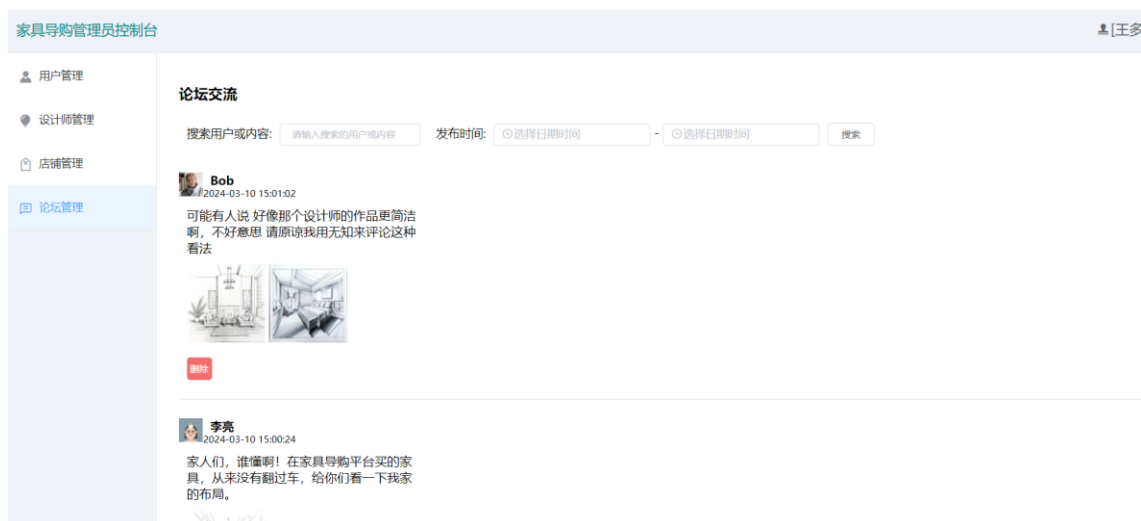 家具导购管理员控制台
[王多
用户管理
设计师管理
店铺管理
论坛管理
论坛交流
搜索用户或内容: 请输入搜索的用户或内容 发布时间: 选择日期时间 - 选择日期时间 搜索
Bob
2024-03-10 15:01:02
可能有人说 好像那个设计师的作品更简洁
啊，不好意思 请原谅我用无知来评论这种
看法
删除
李亮
2024-03-10 15:00:24
家人们，谁懂啊！在家具导购平台买的家
具，从来没有翻过车，给你们看一下我家
的布局。